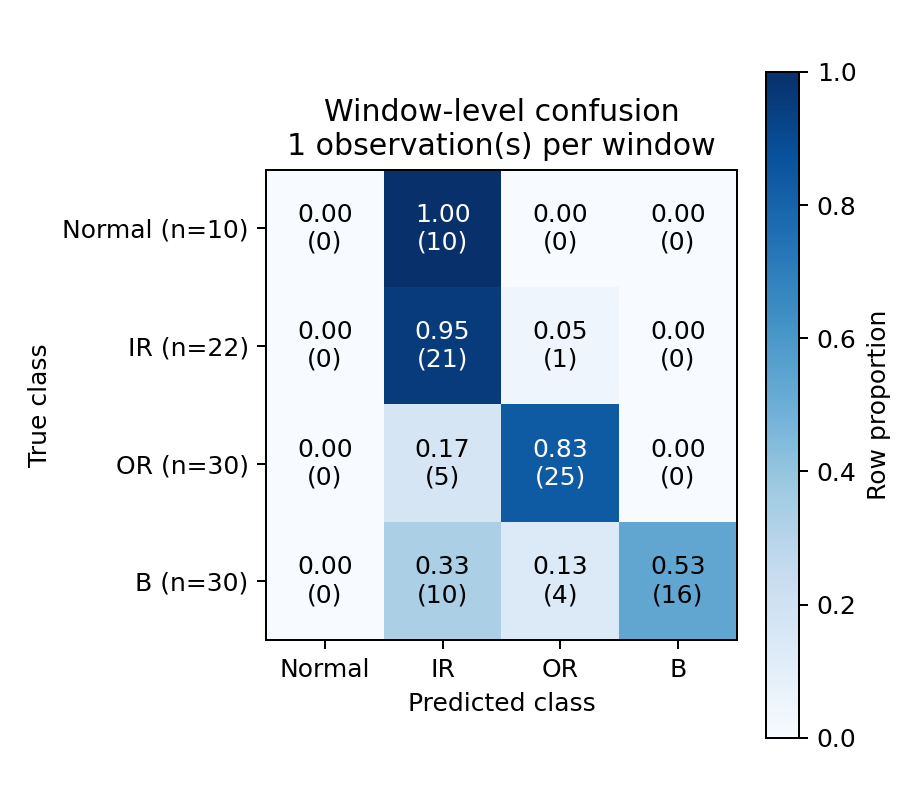 Window-level confusion
1 observation(s) per window
True class
Normal (n=10)
0.00 1.00 0.00 0.00
(0) (10) (0) (0)
IR (n=22)
0.00 0.95 0.05 0.00
(0) (21) (1) (0)
OR (n=30)
0.00 0.17 0.83 0.00
(0) (5) (25) (0)
B (n=30)
0.00 0.33 0.13 0.53
(0) (10) (4) (16)
Normal IR OR B
Predicted class
1.0
0.8
0.6
0.4
0.2
0.0
Row proportion